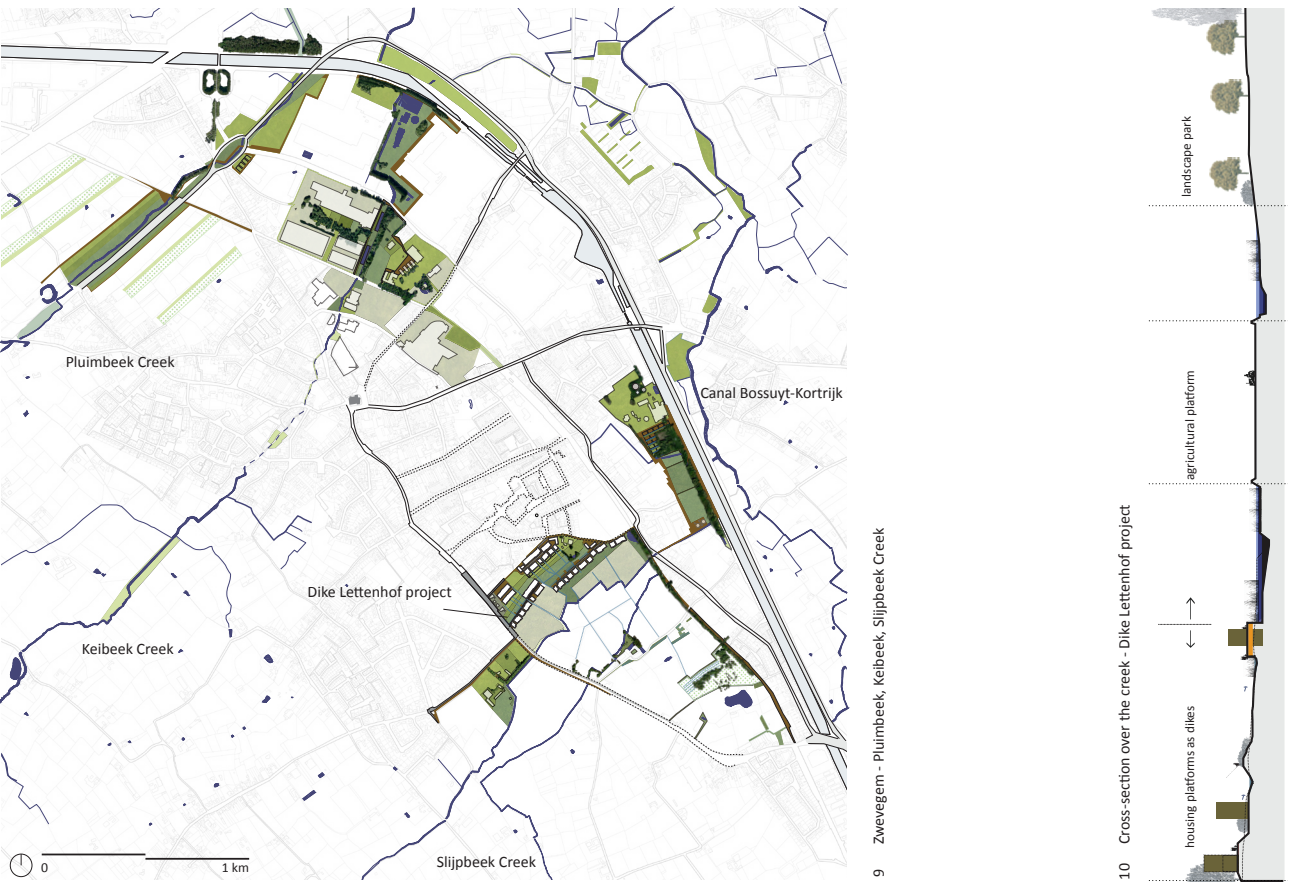 Pluimbeek Creek
Canal Bossuyt-Kortrijk
Dike Lettenhof project
Keibeek Creek
Slijpbeek Creek
0
1 km
9 Zwevegem - Pluimbeek, Keibeek, Slijpbeek Creek
10 Cross-section over the creek - Dike Lettenhof project
housing platforms as dikes
agricultural platform
landscape park
T
T